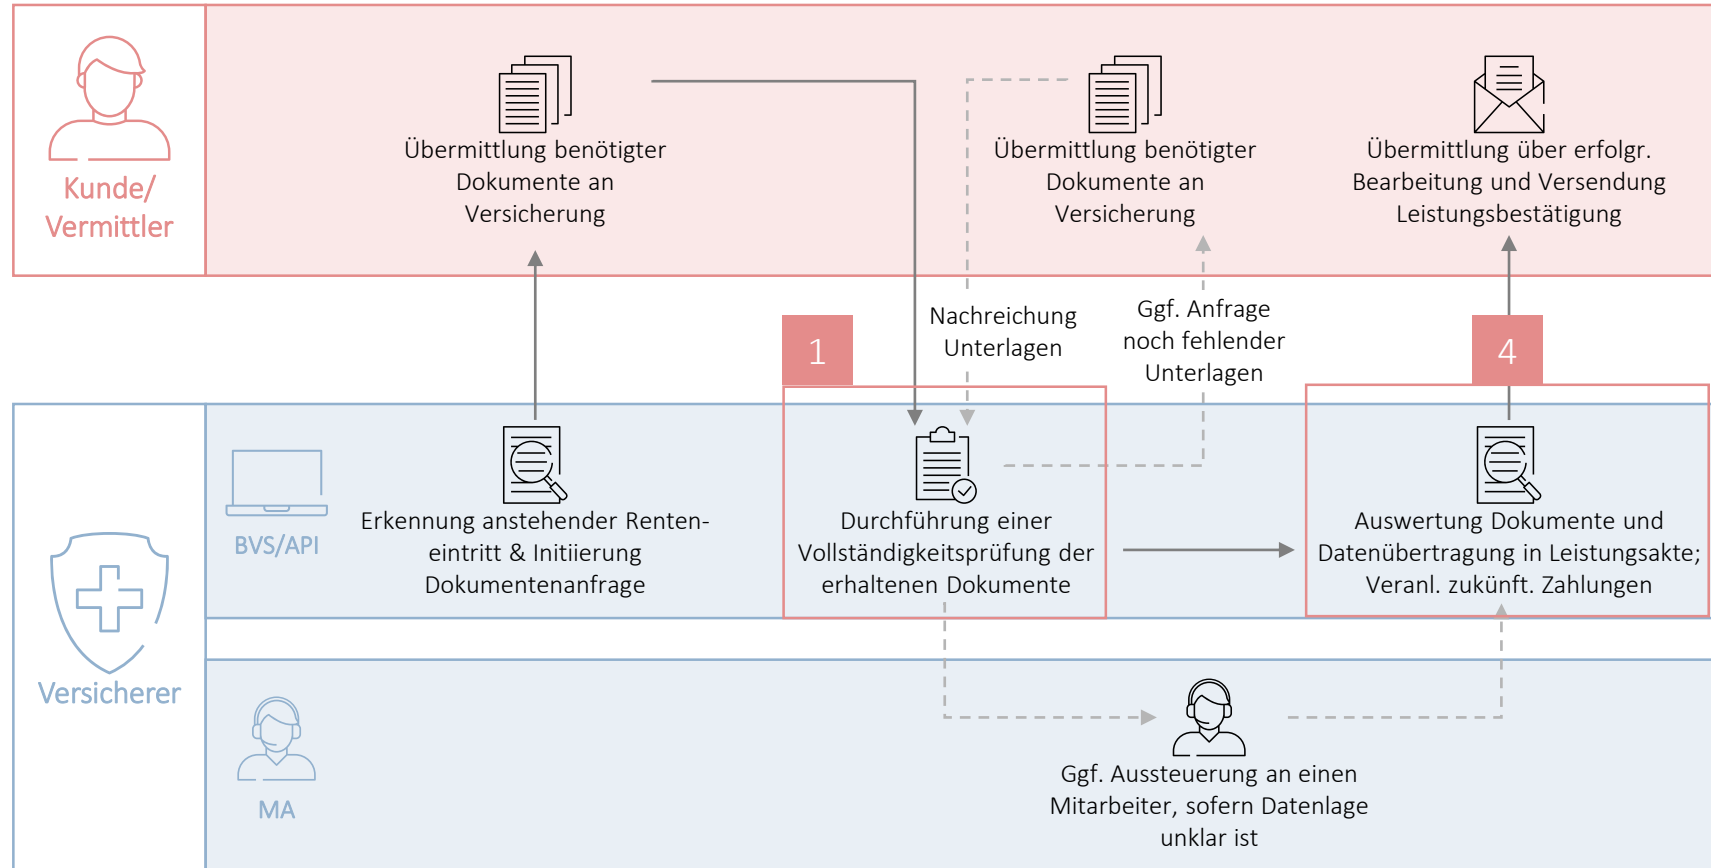 Kunde/
Vermittler
Übermittlung benötigter
Dokumente an
Versicherung
Übermittlung benötigter
Dokumente an
Versicherung
Übermittlung über erfolgr.
Bearbeitung und Versendung
Leistungsbestätigung
Nachreichung
Unterlagen
Ggf. Anfrage
noch fehlender
Unterlagen
1
4
Versicherer
BVS/API
Erkennung anstehender Renten-
eintritt & Initiierung
Dokumentenanfrage
Durchführung einer
Vollständigkeitsprüfung der
erhaltenen Dokumente
Auswertung Dokumente und
Datenübertragung in Leistungsakte;
Veranl. zukünft. Zahlungen
MA
Ggf. Aussteuerung an einen
Mitarbeiter, sofern Datenlage
unklar ist